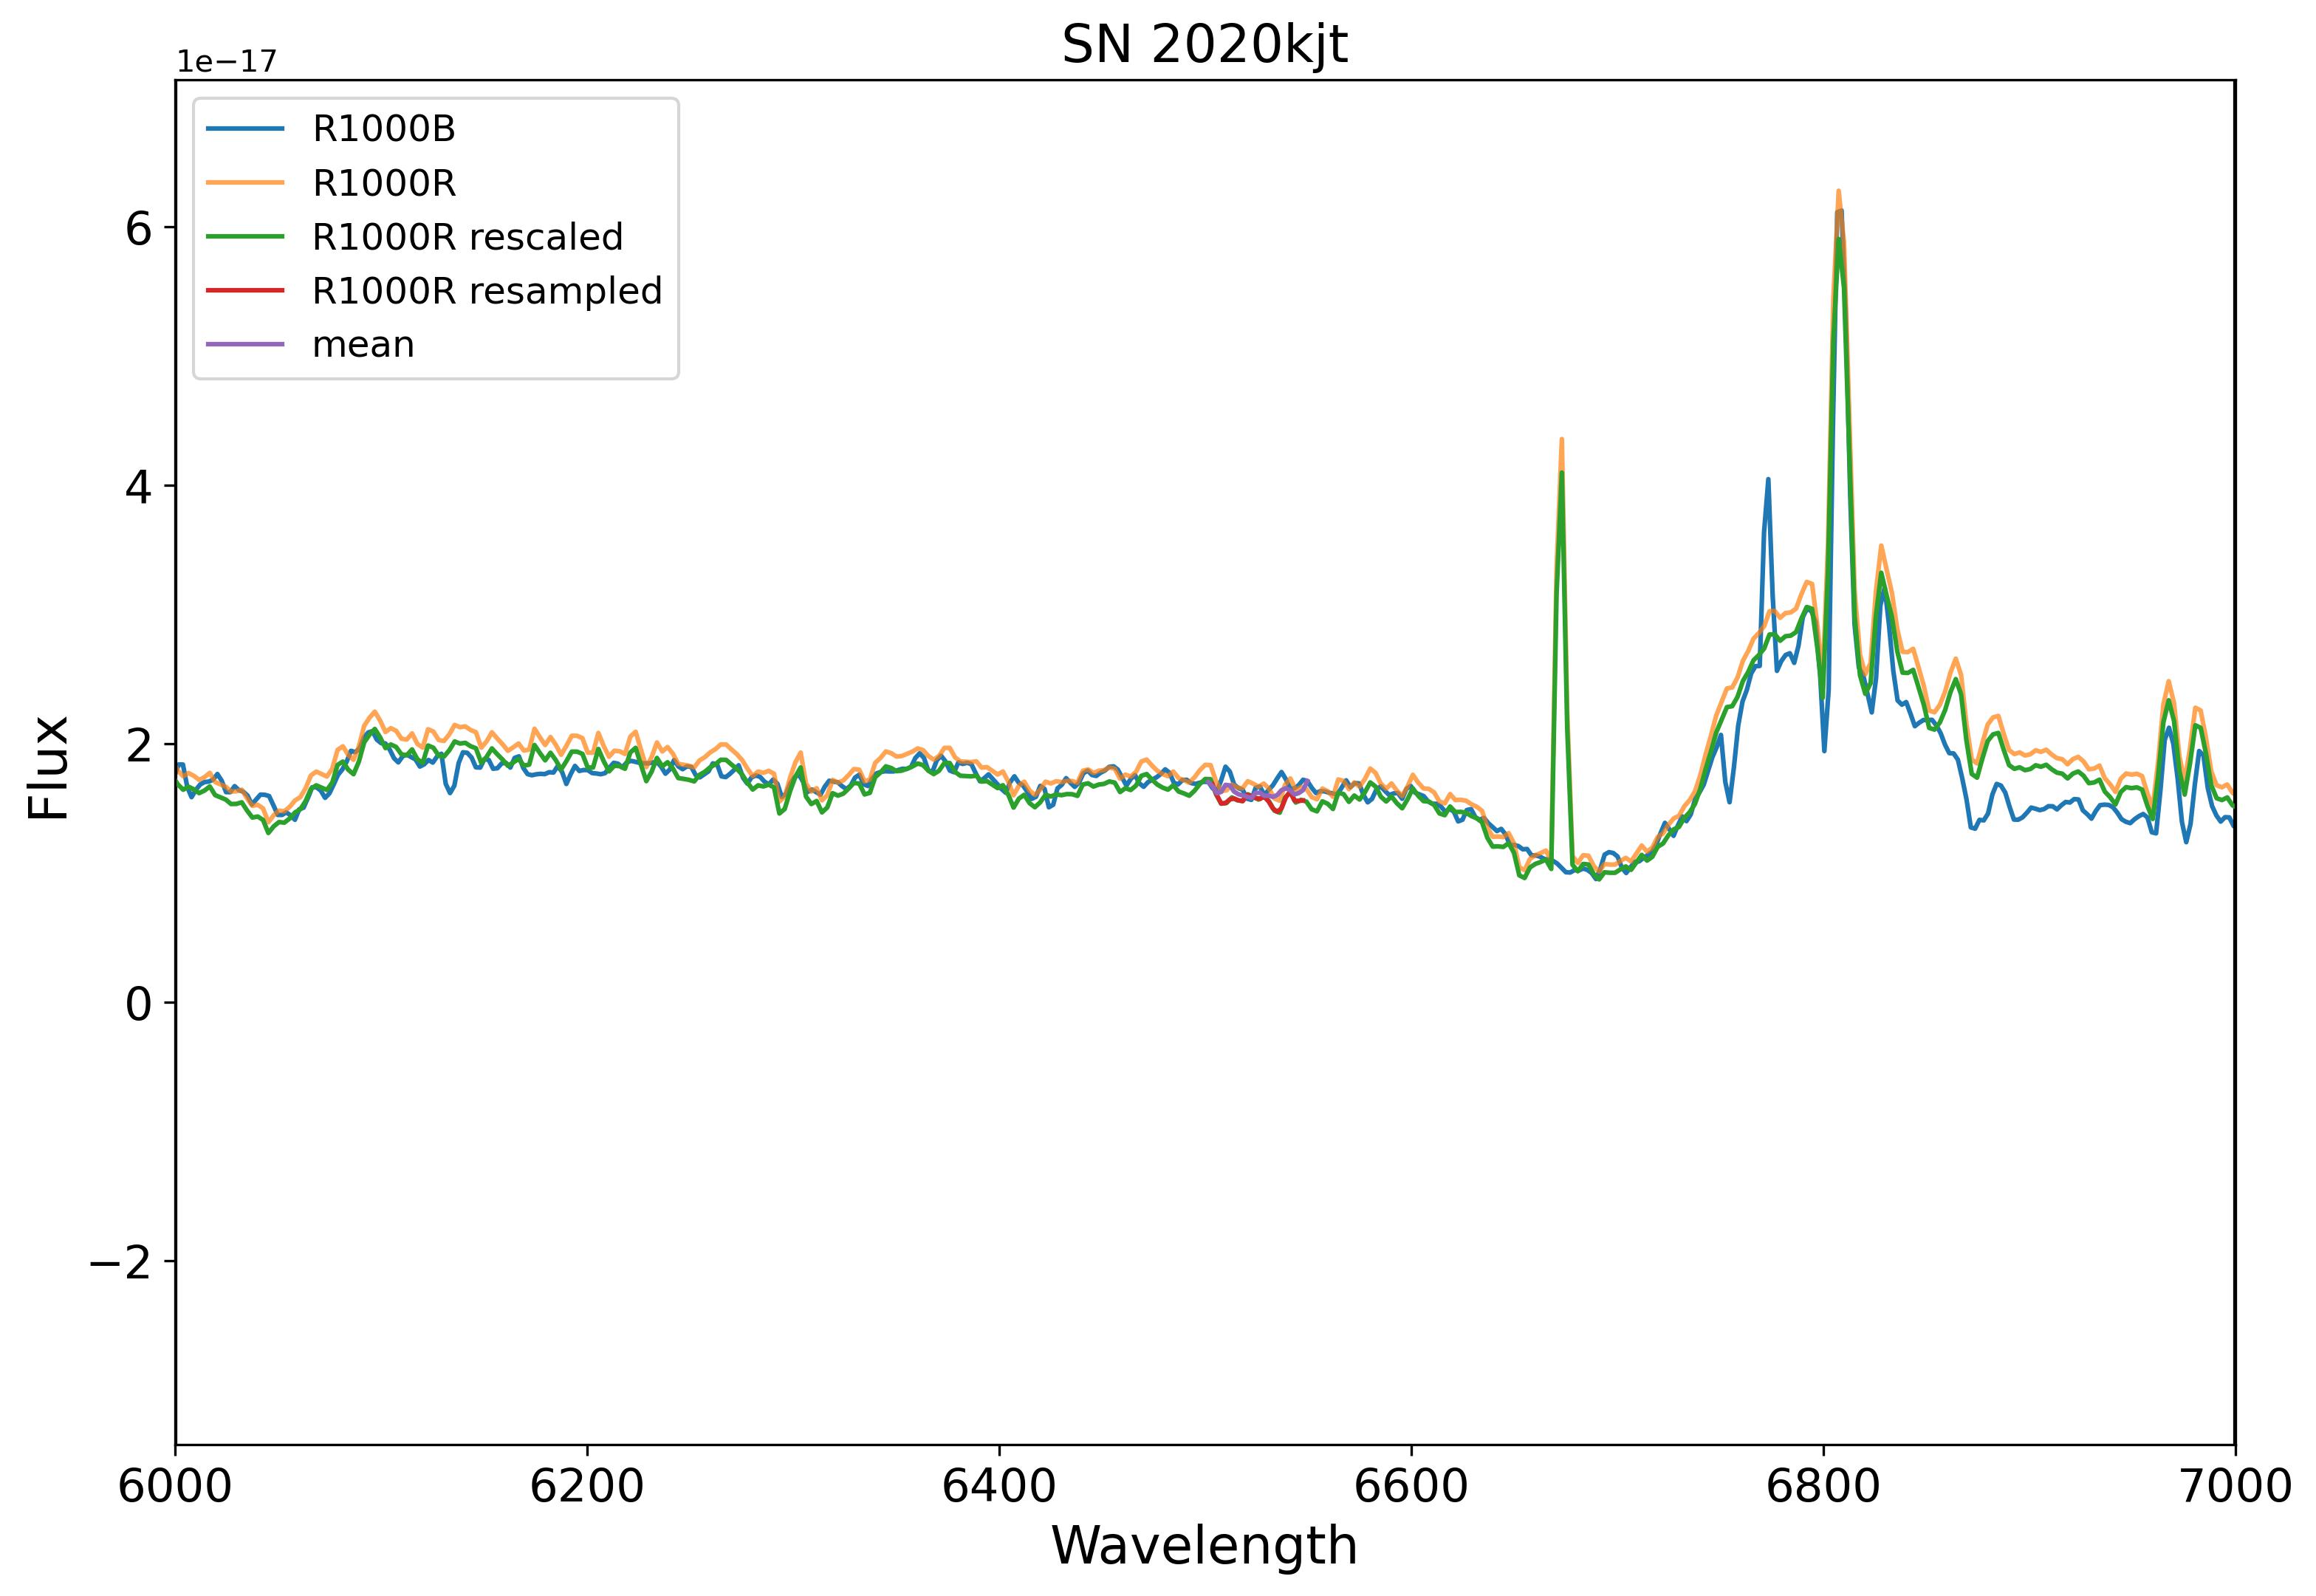 SN 2020kjt
1e−17
R1000B
R1000R
R1000R rescaled
R1000R resampled
mean
6
4
2
0
−2
Flux
6000 6200 6400 6600 6800 7000
Wavelength